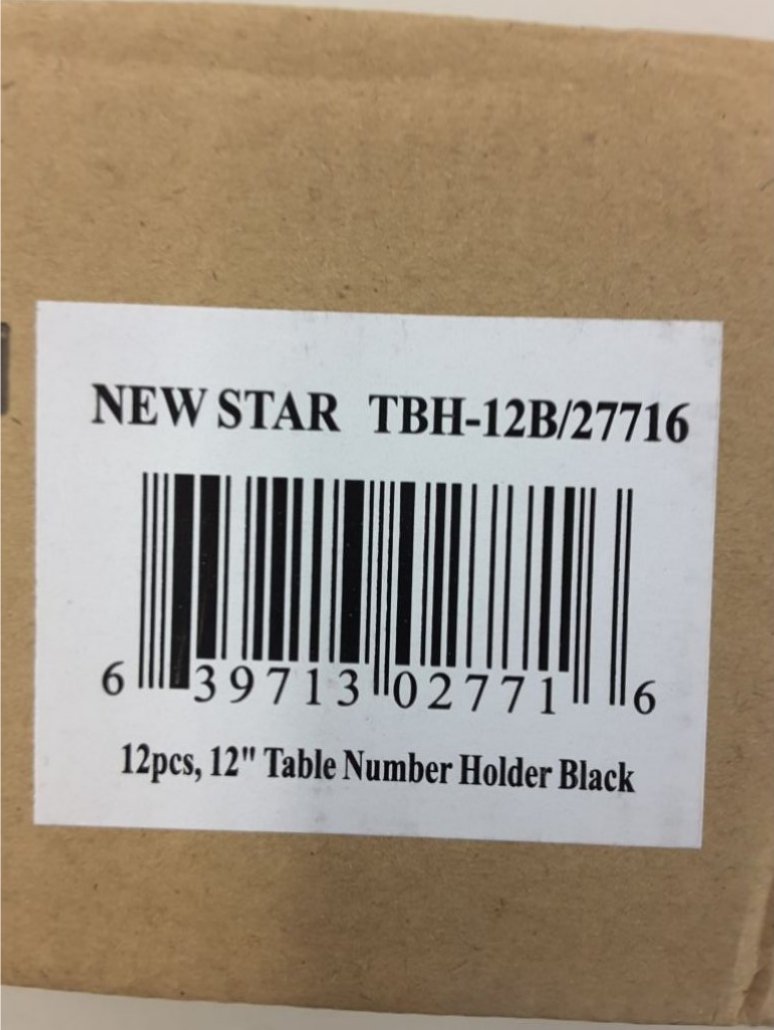 NEW STAR TBH-12B/27716
6 39713 02771 6
12pcs, 12" Table Number Holder Black